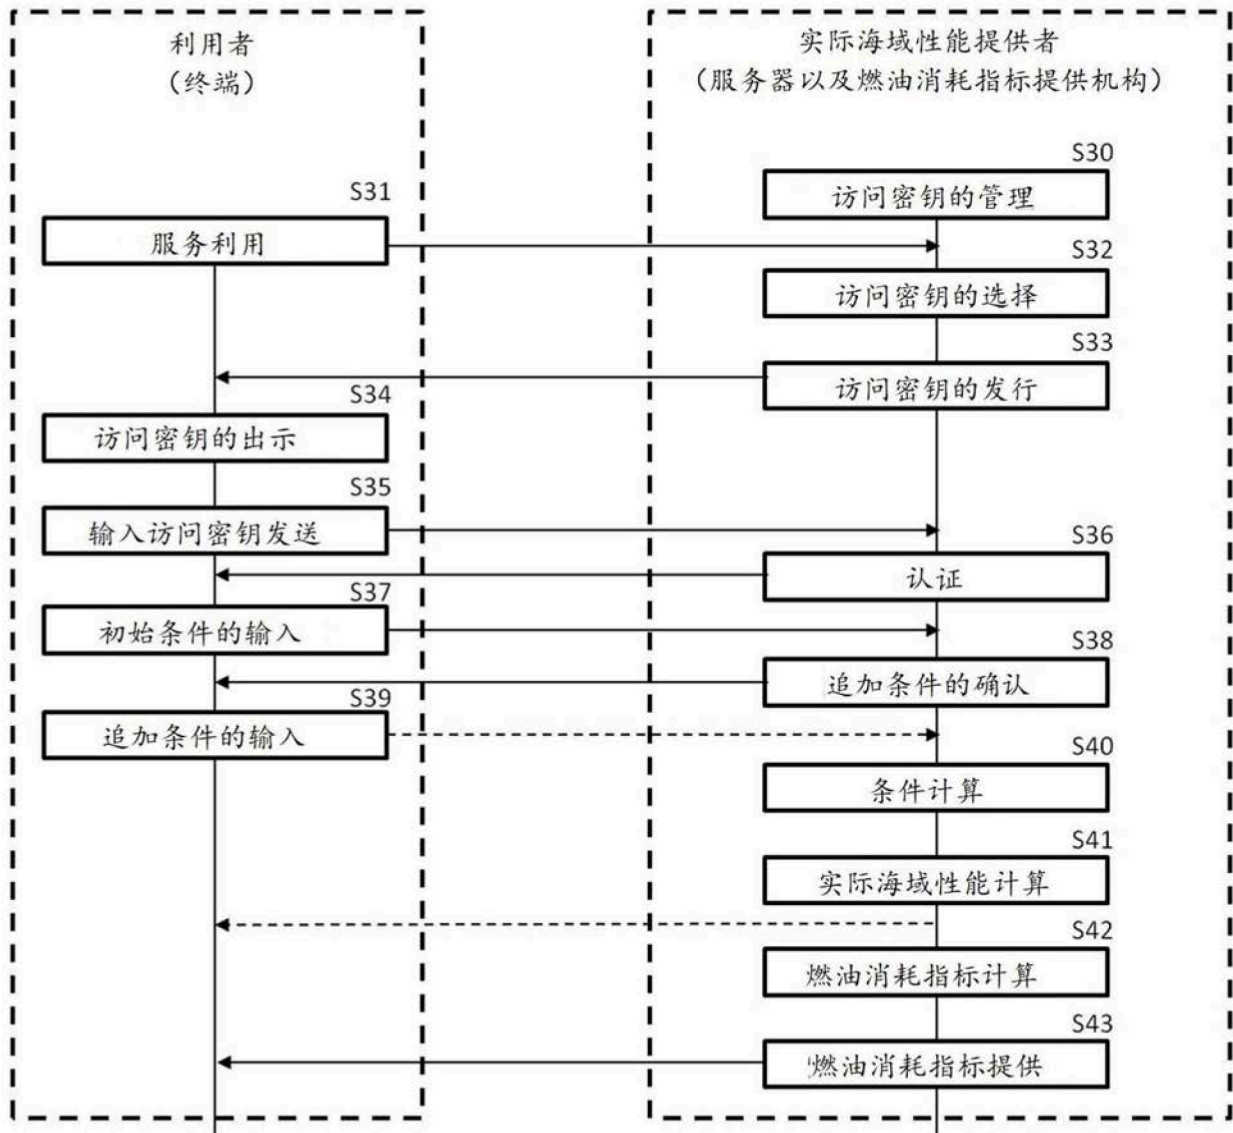 利用者
（终端）
实际海域性能提供者
（服务器以及燃油消耗指标提供机构）
S30
访问密钥的管理
S31
服务利用
S32
访问密钥的选择
S33
访问密钥的发行
S34
访问密钥的出示
S35
输入访问密钥发送
S36
认证
S37
初始条件的输入
S38
追加条件的确认
S39
追加条件的输入
S40
条件计算
S41
实际海域性能计算
S42
燃油消耗指标计算
S43
燃油消耗指标提供